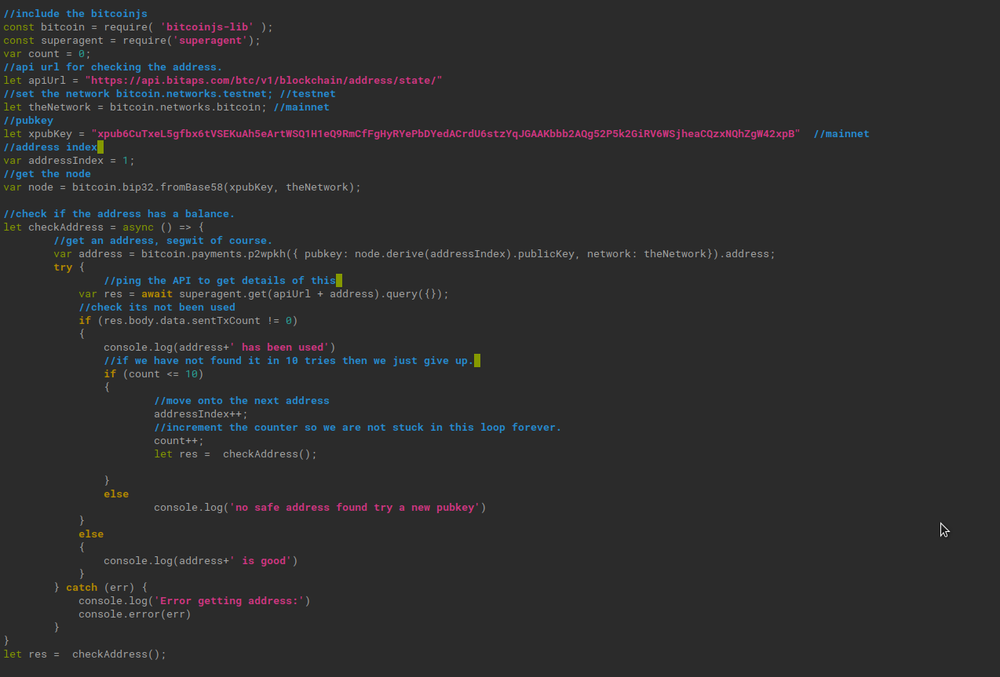 //include the bitcoinjs
const bitcoin = require( 'bitcoinjs-lib' );
const superagent = require('superagent');
var count = 0;
//api url for checking the address.
let apiUrl = "https://api.bitaps.com/btc/v1/blockchain/address/state/"
//set the network bitcoin.networks.testnet; //testnet
let theNetwork = bitcoin.networks.bitcoin; //mainnet
//pubkey
let xpubKey = "xpub6CuTxeL5gfbx6tVSEKuAh5eArtWSQ1H1eQ9RmCfFgHyRYePbDYedACrdU6stzYqJGAAKbbb2AQg52P5k2GiRV6WSjheaCQzxNQhZgW42xpB"  //mainnet
//address index
var addressIndex = 1;
//get the node
var node = bitcoin.bip32.fromBase58(xpubKey, theNetwork);
//check if the address has a balance.
let checkAddress = async () => {
//get an address, segwit of course.
var address = bitcoin.payments.p2wpkh({ pubkey: node.derive(addressIndex).publicKey, network: theNetwork}).address;
try {
//ping the API to get details of this
var res = await superagent.get(apiUrl + address).query({});
//check its not been used
if (res.body.data.sentTxCount != 0)
{
console.log(address+' has been used')
//if we have not found it in 10 tries then we just give up.
if (count <= 10)
{
//move onto the next address
addressIndex++;
//increment the counter so we are not stuck in this loop forever.
count++;
let res =  checkAddress();
}
else
console.log('no safe address found try a new pubkey')
}
else
{
console.log(address+' is good')
}
} catch (err) {
console.log('Error getting address:')
console.error(err)
}
}
let res =  checkAddress();